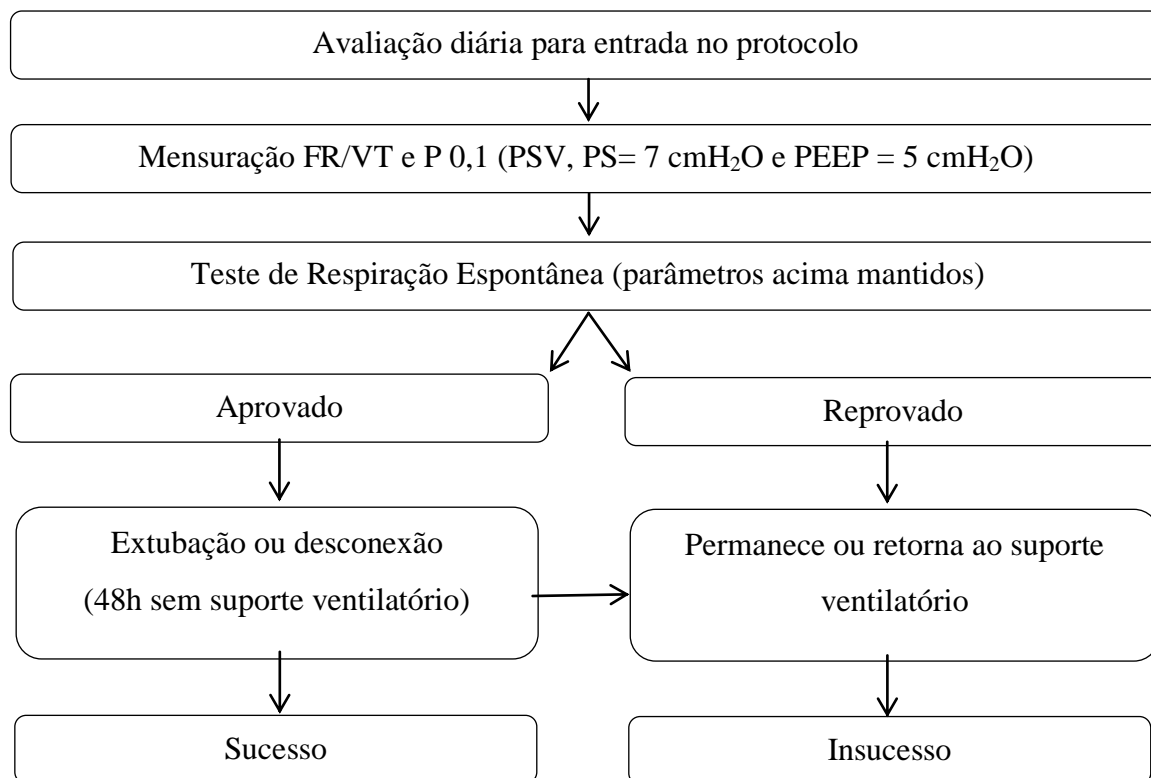 Avaliação diária para entrada no protocolo
Mensuração FR/VT e P 0,1 (PSV, PS= 7 cmH₂O e PEEP = 5 cmH₂O)
Teste de Respiração Espontânea (parâmetros acima mantidos)
Aprovado
Reprovado
Extubação ou desconexão
(48h sem suporte ventilatório)
Permanece ou retorna ao suporte
ventilatório
Sucesso
Insucesso